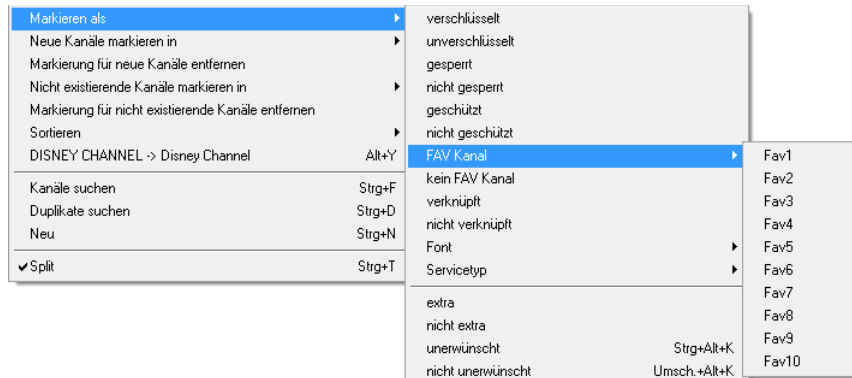 Markieren als
Neue Kanäle markieren in
Markierung für neue Kanäle entfernen
Nicht existierende Kanäle markieren in
Markierung für nicht existierende Kanäle entfernen
Sortieren
DISNEY CHANNEL -> Disney Channel Alt+Y
Kanäle suchen Strg+F
Duplikate suchen Strg+D
Neu Strg+N
Split Strg+T
verschlüsselt
unverschlüsselt
gesperrt
nicht gesperrt
geschützt
nicht geschützt
FAV Kanal
kein FAV Kanal
verknüpft
nicht verknüpft
Font
Servicetyp
extra
nicht extra
unerwünscht Strg+Alt+K
nicht unerwünscht Umsch.+Alt+K
Fav1
Fav2
Fav3
Fav4
Fav5
Fav6
Fav7
Fav8
Fav9
Fav10